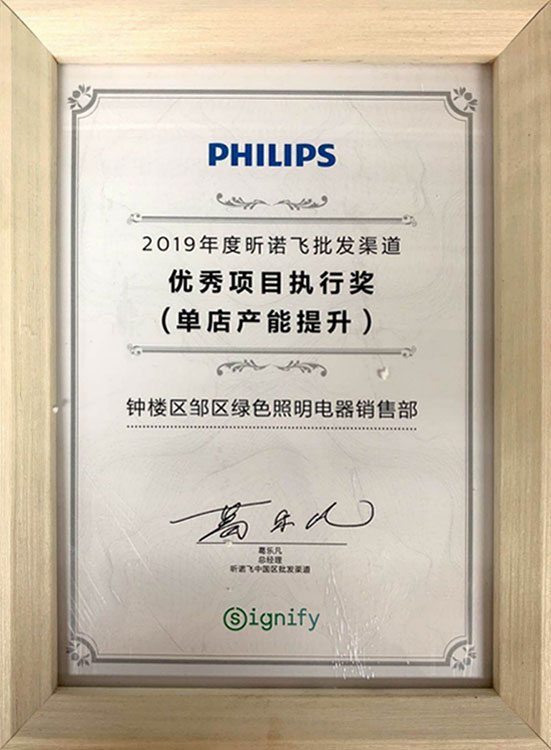 PHILIPS
2019年度昕诺飞批发渠道
优秀项目执行奖
（单店产能提升）
钟楼区邹区绿色照明电器销售部
葛乐凡
葛乐凡
总经理
昕诺飞中国区批发渠道
Signify